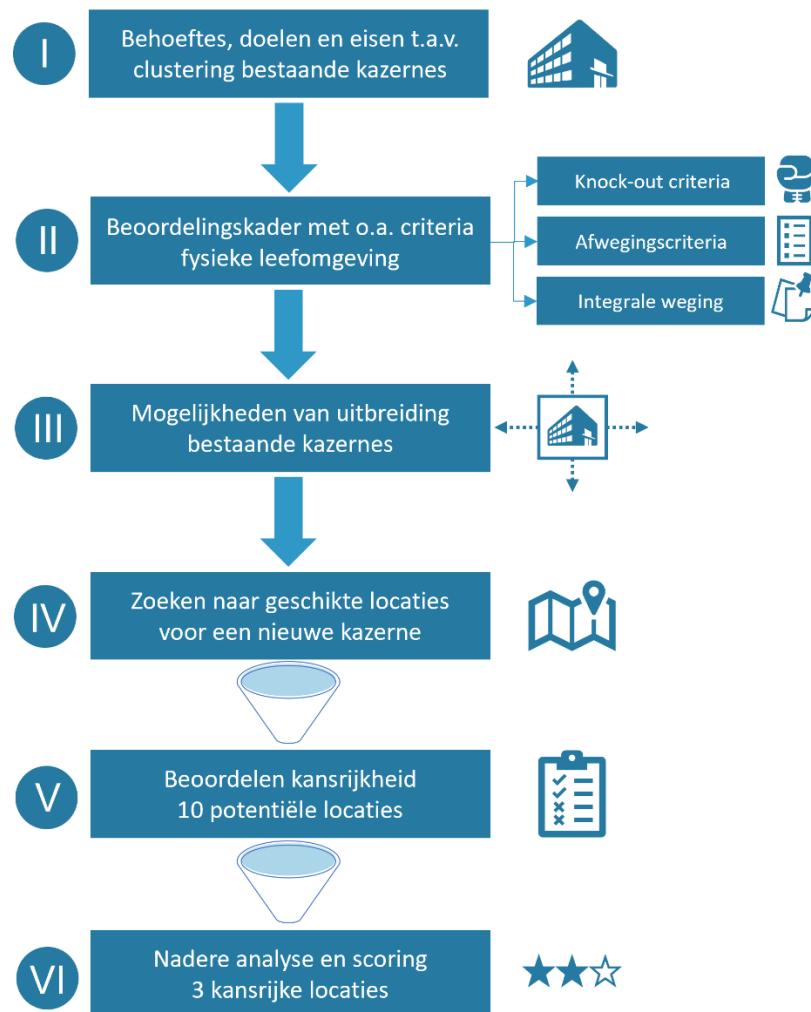 I
Behoeftes, doelen en eisen t.a.v.
clustering bestaande kazernes
II
Beoordelingskader met o.a. criteria
fysieke leefomgeving
Knock-out criteria
Afwegingscriteria
Integrale weging
III
Mogelijkheden van uitbreiding
bestaande kazernes
IV
Zoeken naar geschikte locaties
voor een nieuwe kazerne
V
Beoordelen kansrijkheid
10 potentiële locaties
VI
Nadere analyse en scoring
3 kansrijke locaties